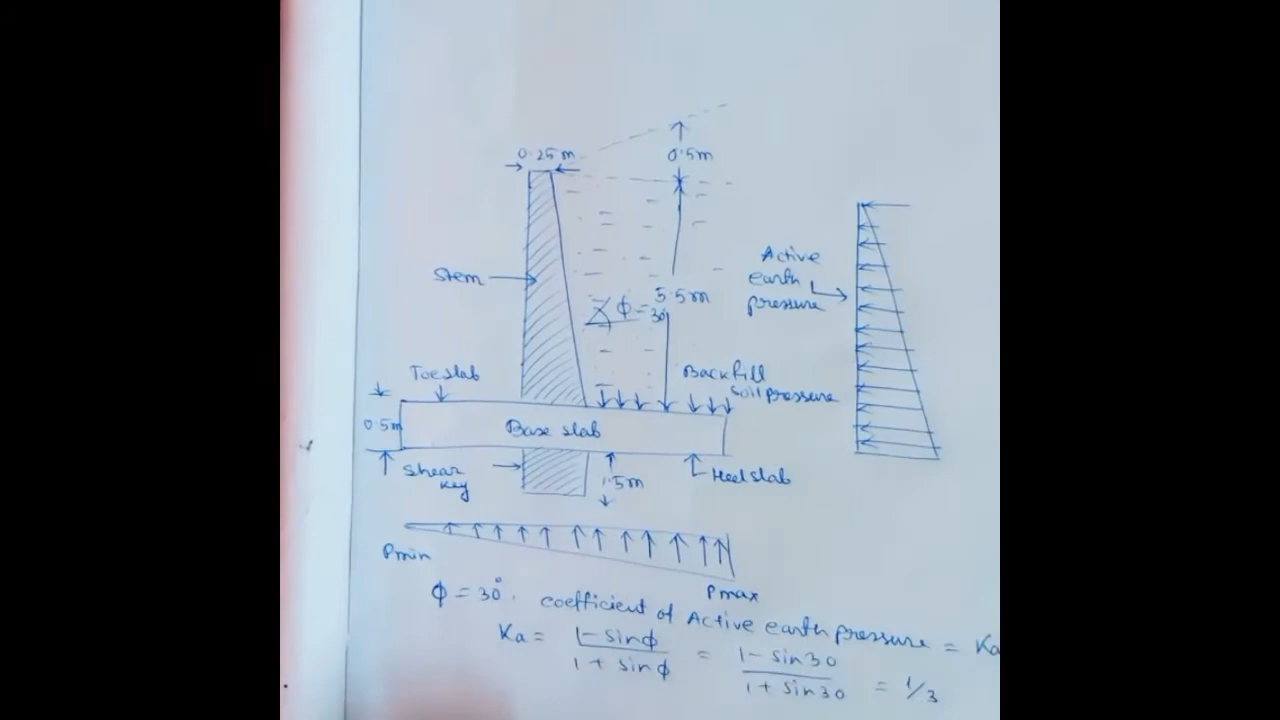 0.25m
0.5m
Stem
Active
earth
pressure
5.5m
ϕ = 30°
Toe slab
Backfill
Soil pressure
0.5m
Base slab
Shear
key
.5m
Heel slab
Pmin
Pmax
ϕ = 30°. coefficient of Active earth pressure = Ka
Ka = 1 - sinϕ / 1 + sinϕ = 1 - sin30 / 1 + sin30 = 1/3